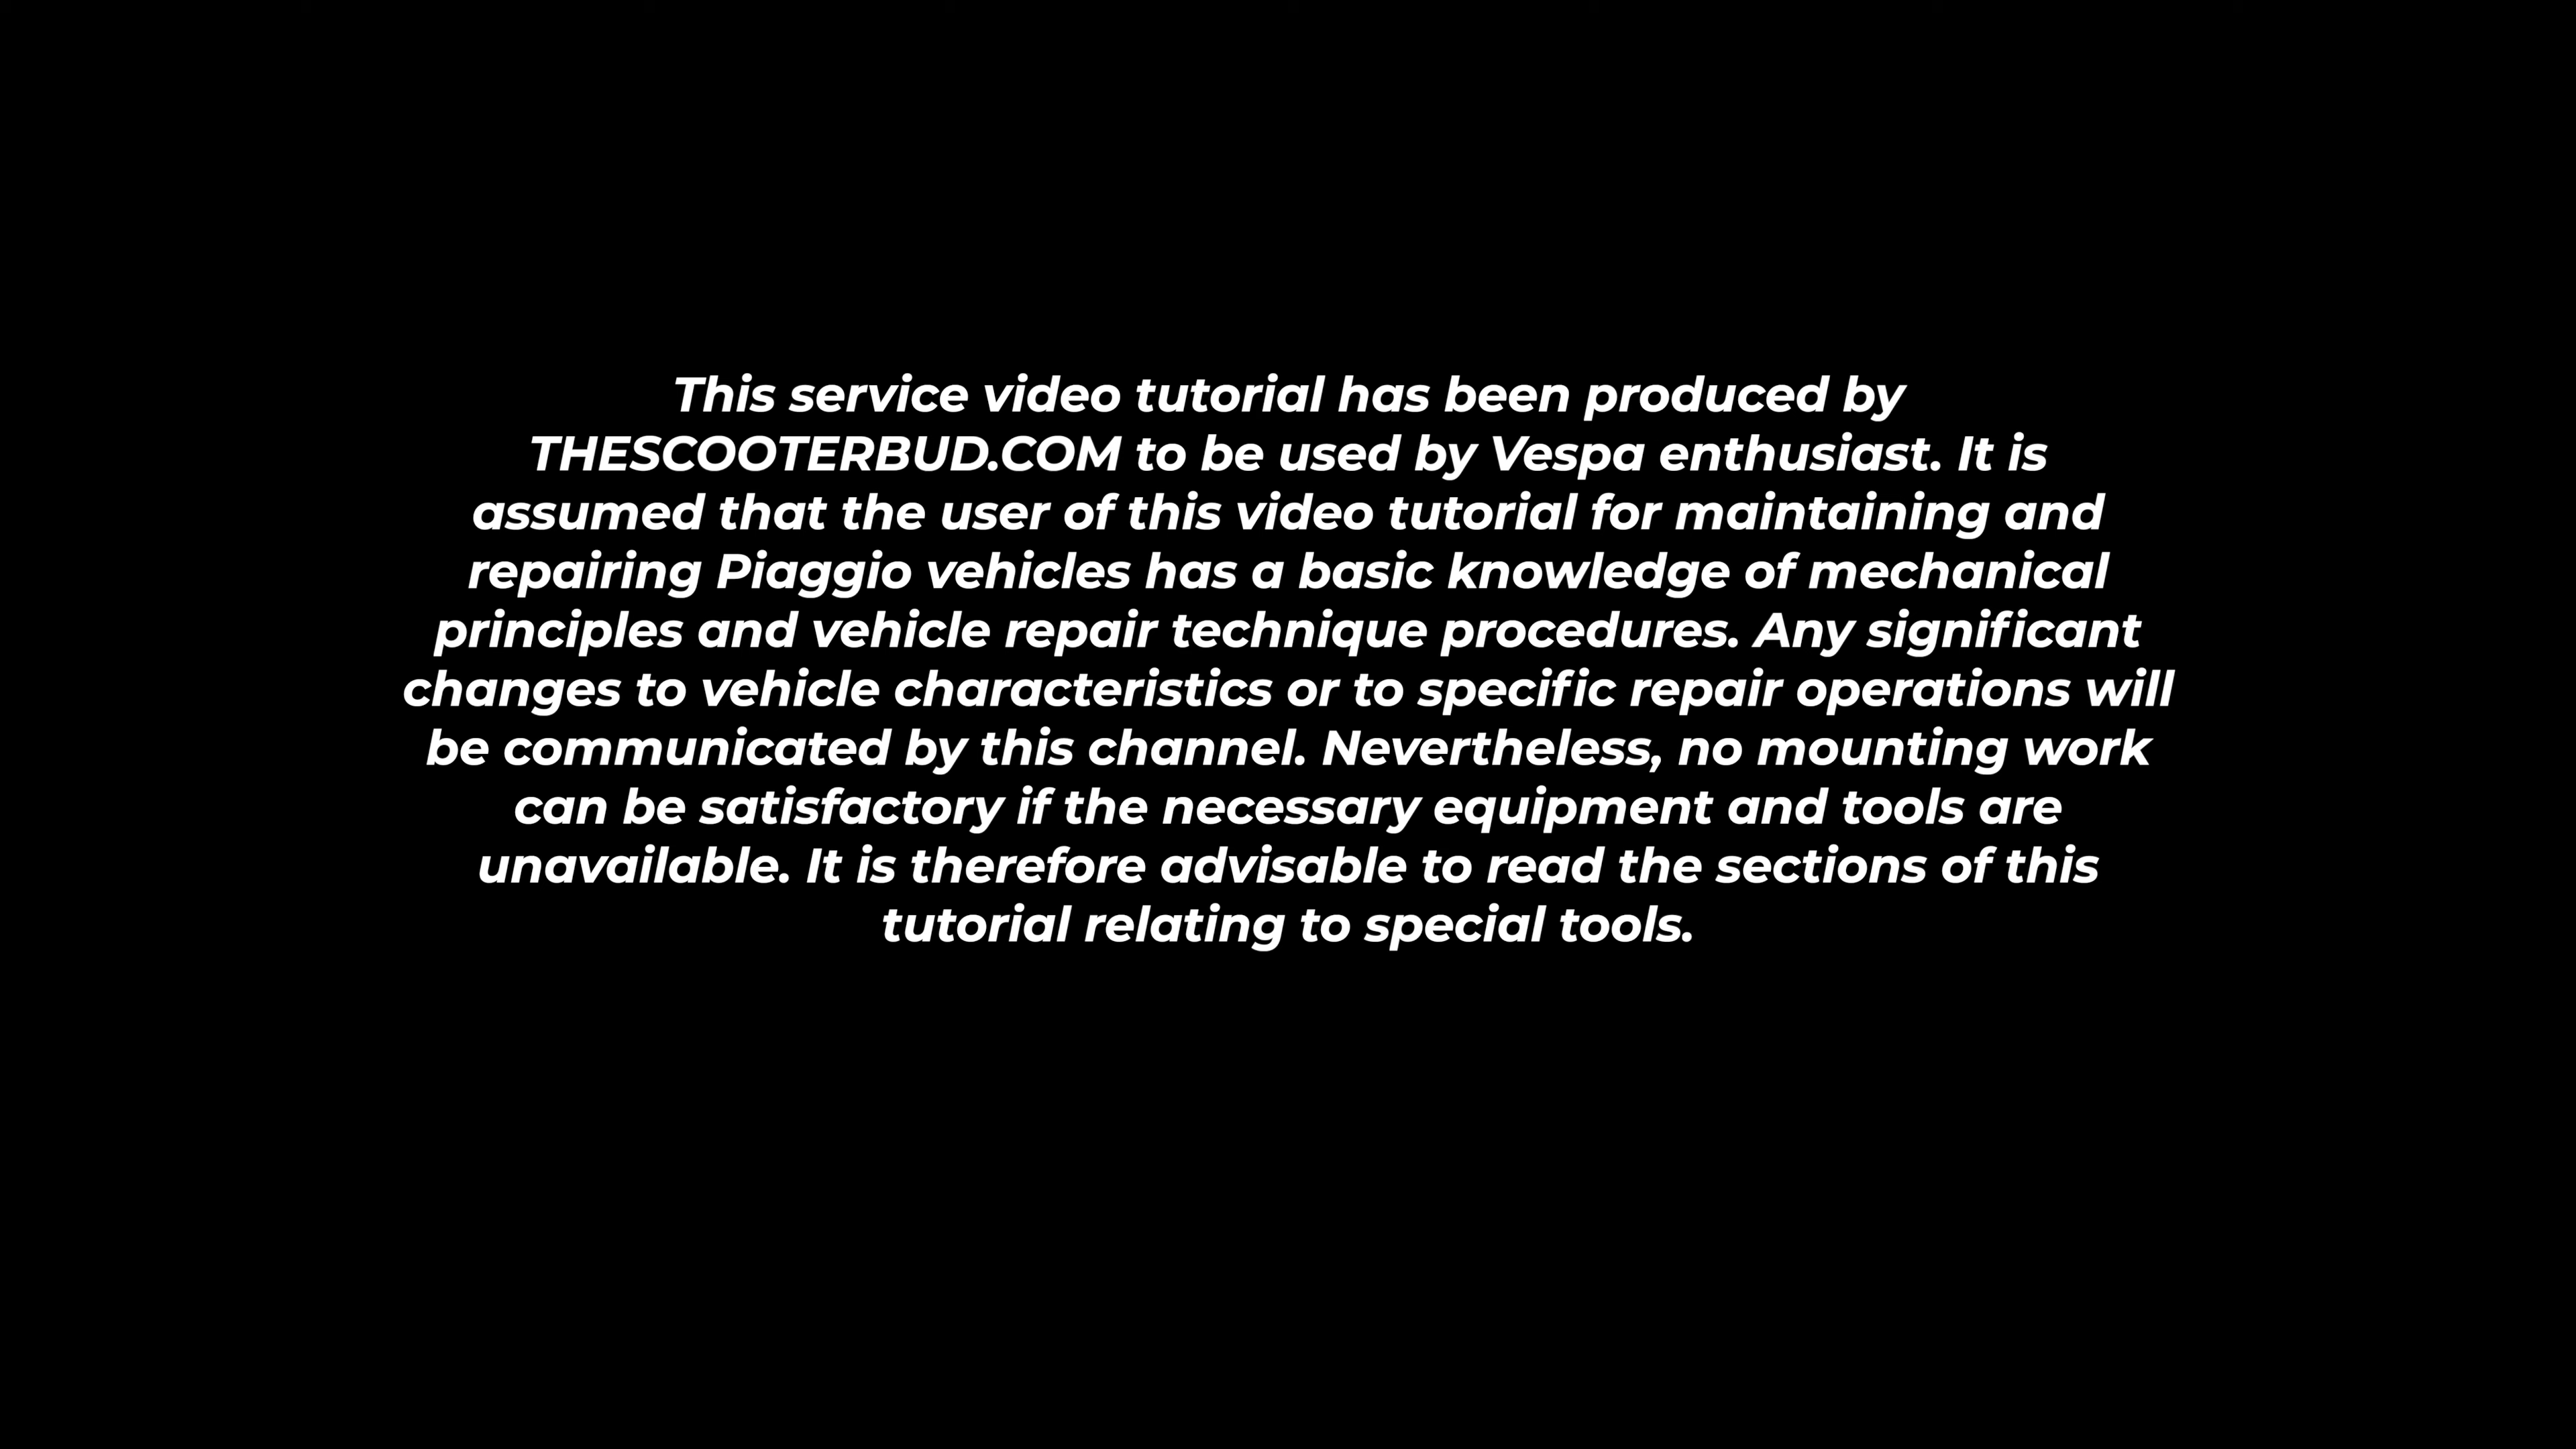 This service video tutorial has been produced by
THESCOOTERBUD.COM to be used by Vespa enthusiast. It is
assumed that the user of this video tutorial for maintaining and
repairing Piaggio vehicles has a basic knowledge of mechanical
principles and vehicle repair technique procedures. Any significant
changes to vehicle characteristics or to specific repair operations will
be communicated by this channel. Nevertheless, no mounting work
can be satisfactory if the necessary equipment and tools are
unavailable. It is therefore advisable to read the sections of this
tutorial relating to special tools.